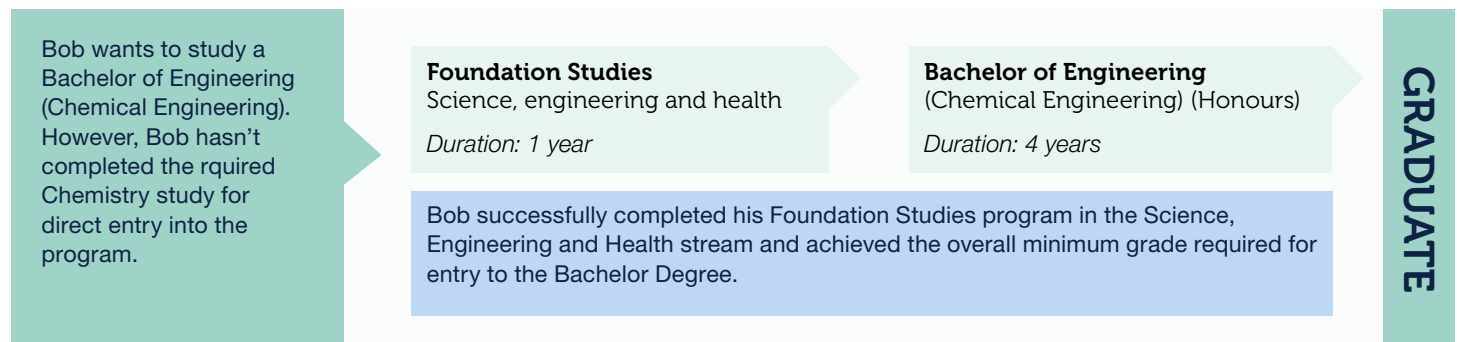 Bob wants to study a
Bachelor of Engineering
(Chemical Engineering).
However, Bob hasn’t
completed the rquired
Chemistry study for
direct entry into the
program.
Foundation Studies
Science, engineering and health
Duration: 1 year
Bachelor of Engineering
(Chemical Engineering) (Honours)
Duration: 4 years
Bob successfully completed his Foundation Studies program in the Science,
Engineering and Health stream and achieved the overall minimum grade required for
entry to the Bachelor Degree.
GRADUATE